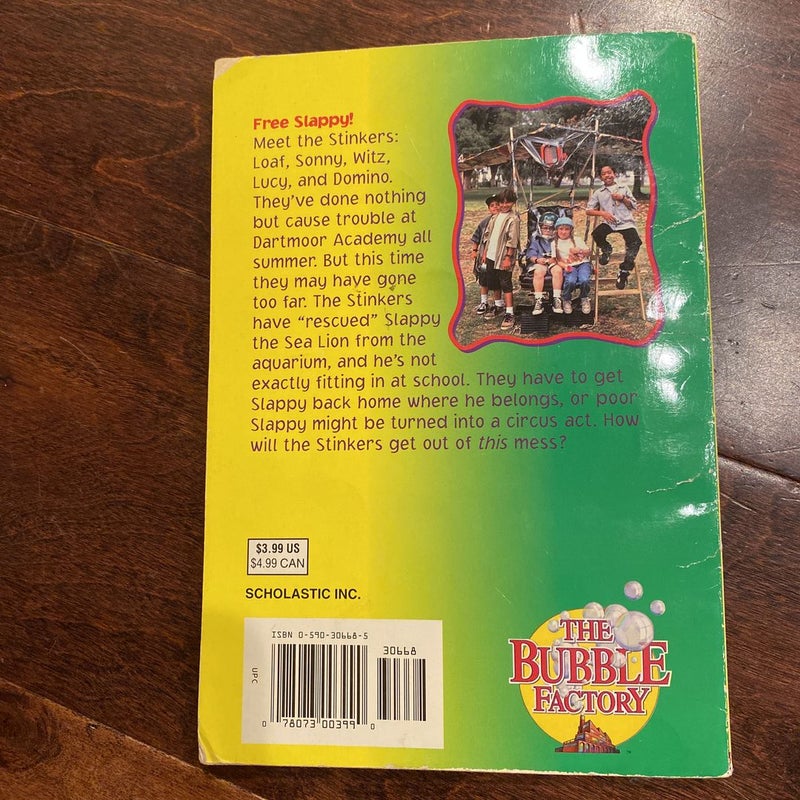 Free Slappy!
Meet the Stinkers:
Loaf, Sonny, Witz,
Lucy, and Domino.
They've done nothing
but cause trouble at
Dartmoor Academy all
summer. But this time
they may have gone
too far. The Stinkers
have "rescued" Slappy
the Sea Lion from the
aquarium, and he's not
exactly fitting in at school. They have to get
Slappy back home where he belongs, or poor
Slappy might be turned into a circus act. How
will the Stinkers get out of this mess?
$3.99 US
$4.99 CAN
SCHOLASTIC INC.
ISBN 0-590-30668-5
30668
UPC
0 78073 00399 0
THE
BUBBLE
FACTORY
™